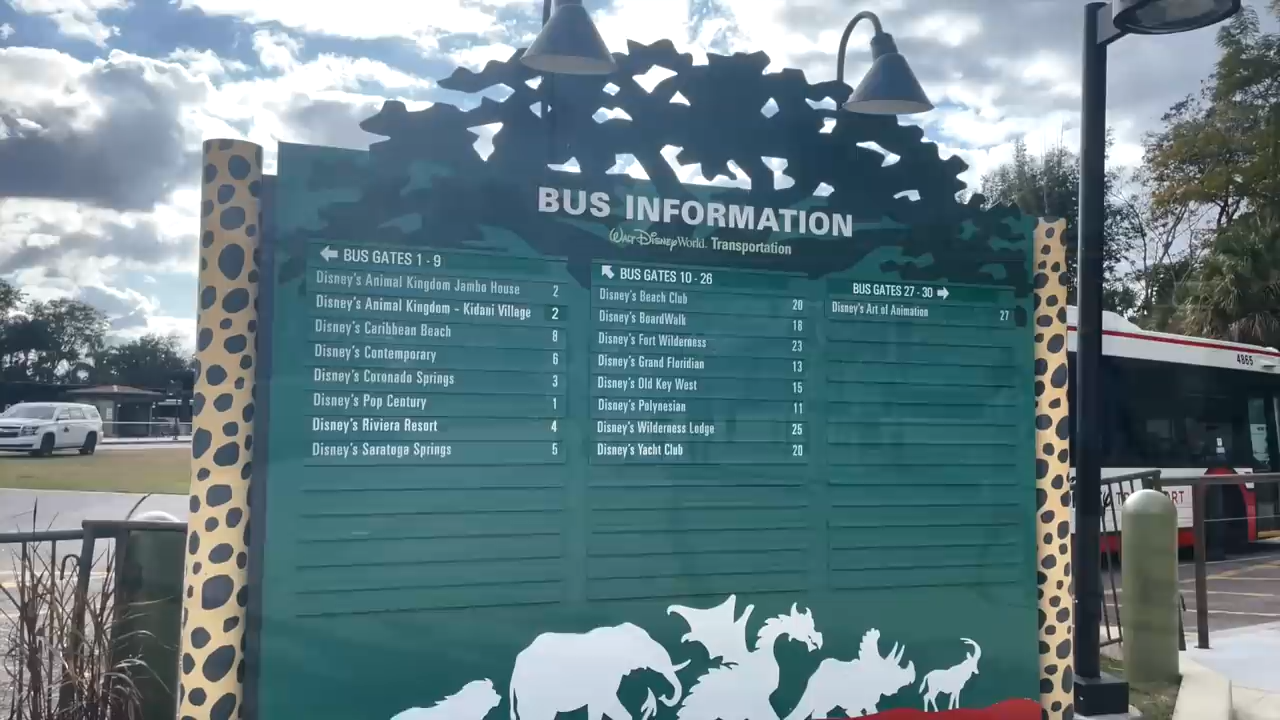 BUS INFORMATION
Walt Disney World. Transportation
BUS GATES 1 - 9
Disney's Animal Kingdom Jambo House 2
Disney's Animal Kingdom - Kidani Village 2
Disney's Caribbean Beach 8
Disney's Contemporary 6
Disney's Coronado Springs 3
Disney's Pop Century 1
Disney's Riviera Resort 4
Disney's Saratoga Springs 5
BUS GATES 10 - 26
Disney's Beach Club 20
Disney's BoardWalk 18
Disney's Fort Wilderness 23
Disney's Grand Floridian 13
Disney's Old Key West 15
Disney's Polynesian 11
Disney's Wilderness Lodge 25
Disney's Yacht Club 20
BUS GATES 27 - 30
Disney's Art of Animation 27
4965